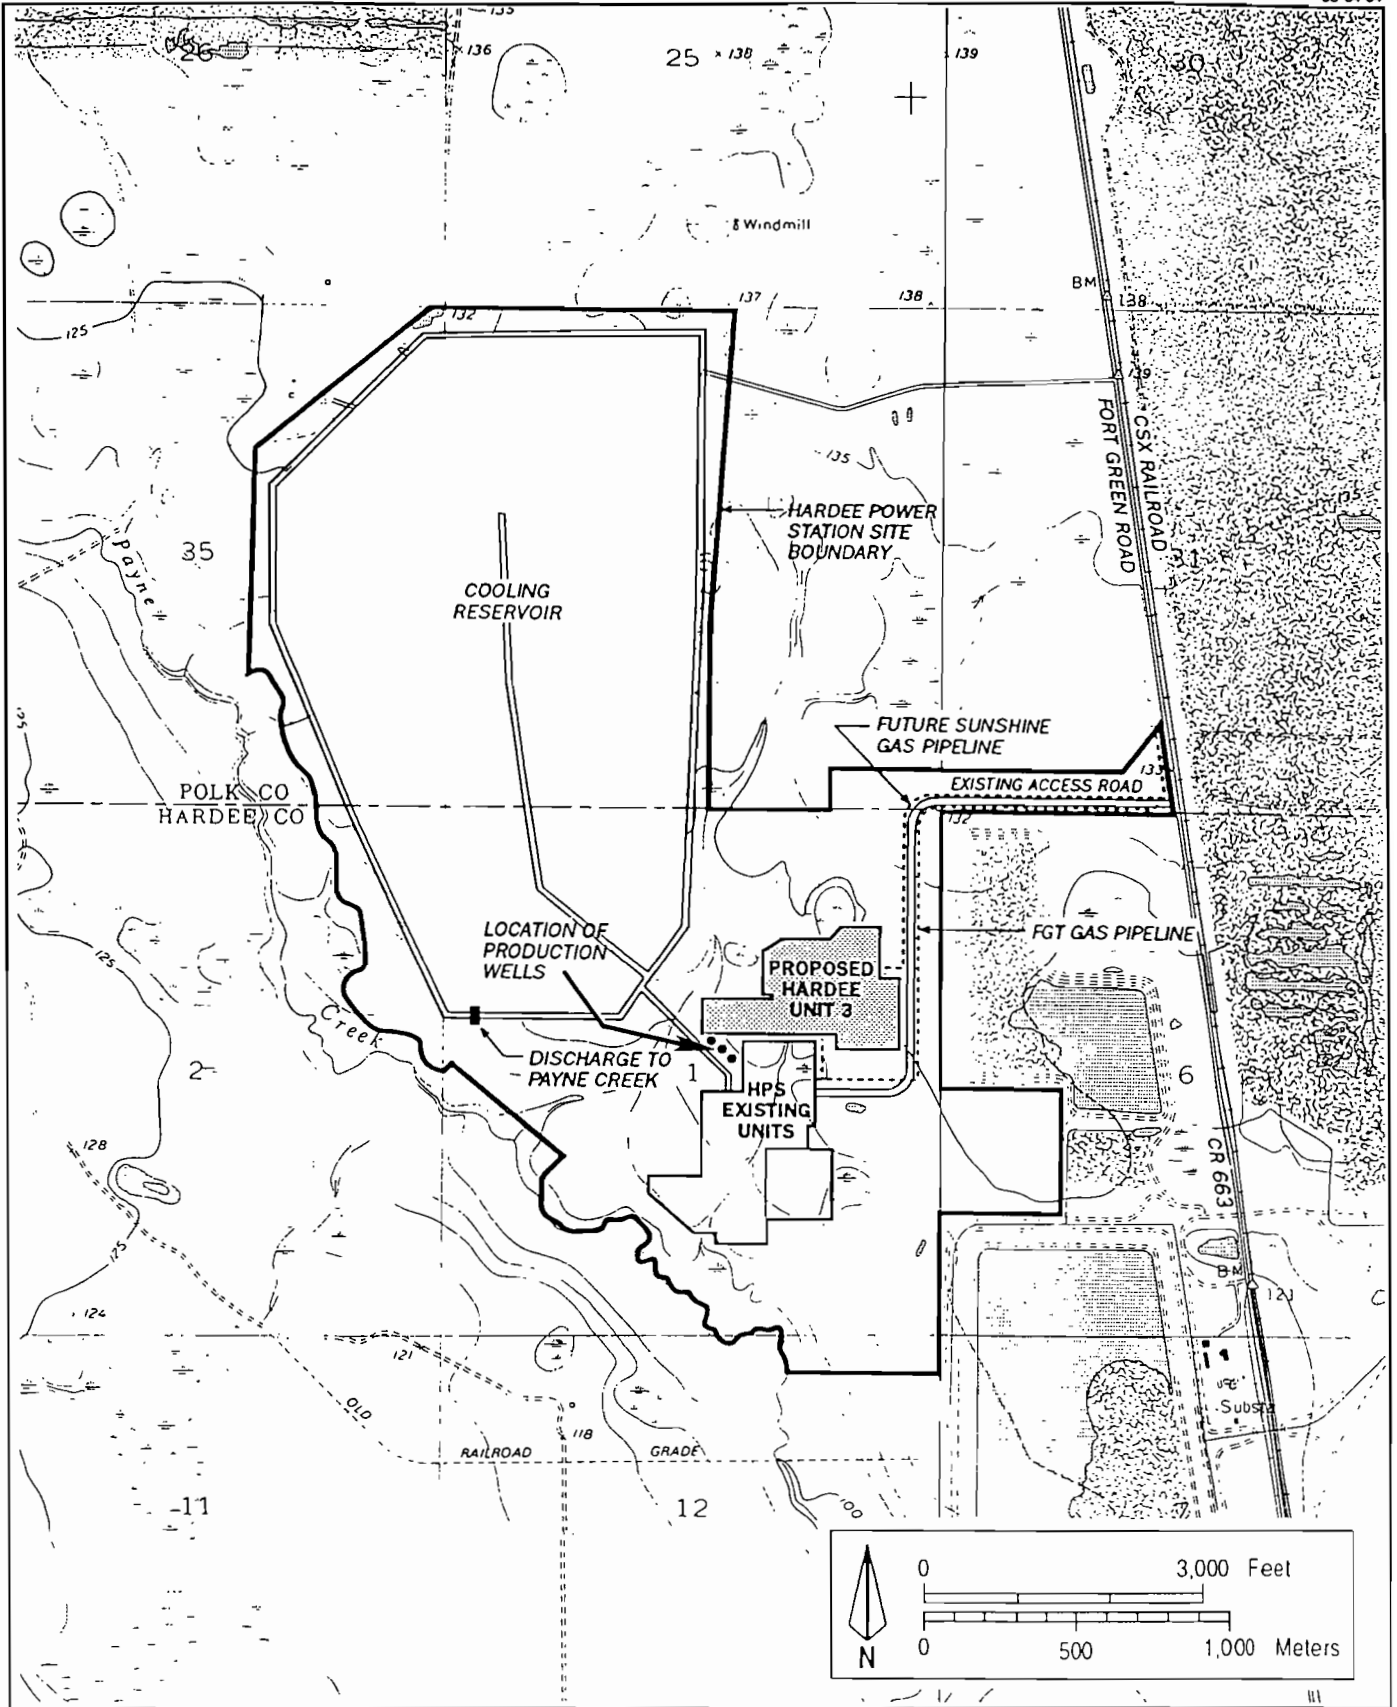 135
26
136
25
138
139
30
Windmill
BM
138
137
138
132
125
139
CSX RAILROAD
FORT GREEN ROAD
135
HARDEE POWER
STATION SITE
BOUNDARY
35
31
Payne
COOLING
RESERVOIR
FUTURE SUNSHINE
GAS PIPELINE
133
EXISTING ACCESS ROAD
POLK CO
HARDEE CO
132
LOCATION OF
PRODUCTION
WELLS
FGT GAS PIPELINE
125
PROPOSED
HARDEE
UNIT 3
Creek
DISCHARGE TO
PAYNE CREEK
2
1
6
HPS
EXISTING
UNITS
128
CR 663
125
BM
121
124
121
OLD
118
RAILROAD GRADE
Substa
11
12
100
0 3,000 Feet
0 500 1,000 Meters
N